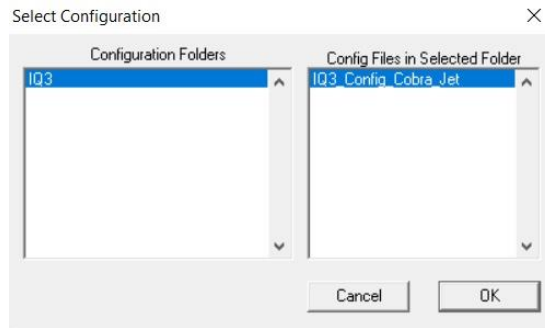 Select Configuration
Configuration Folders
Config Files in Selected Folder
IQ3
IQ3_Config_Cobra_Jet
Cancel
OK